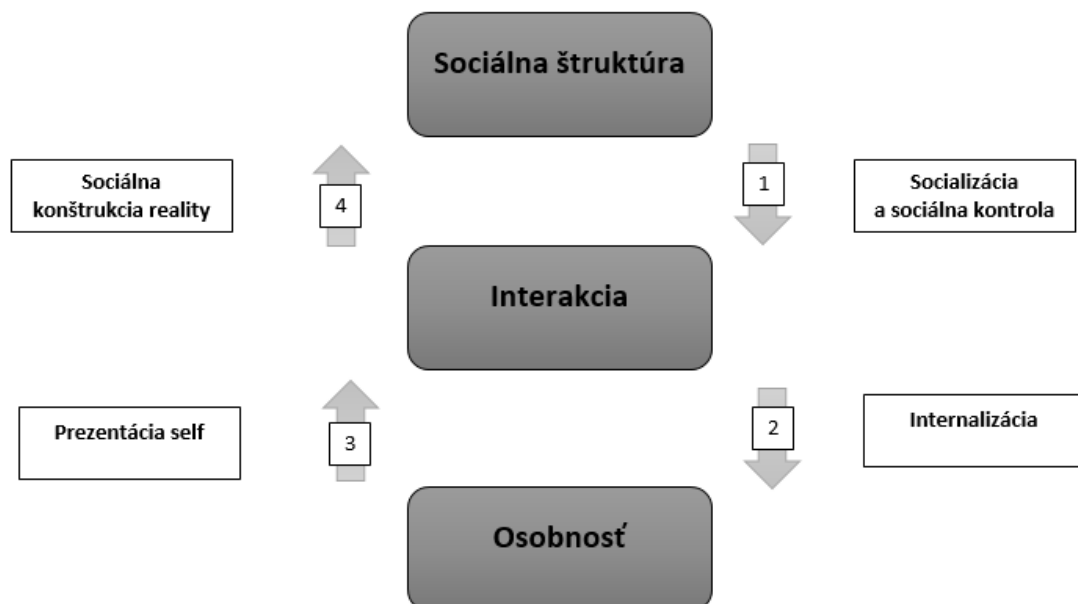 Sociálna štruktúra
Sociálna
konštrukcia reality
4
1
Socializácia
a sociálna kontrola
Interakcia
Prezentácia self
3
2
Internalizácia
Osobnosť